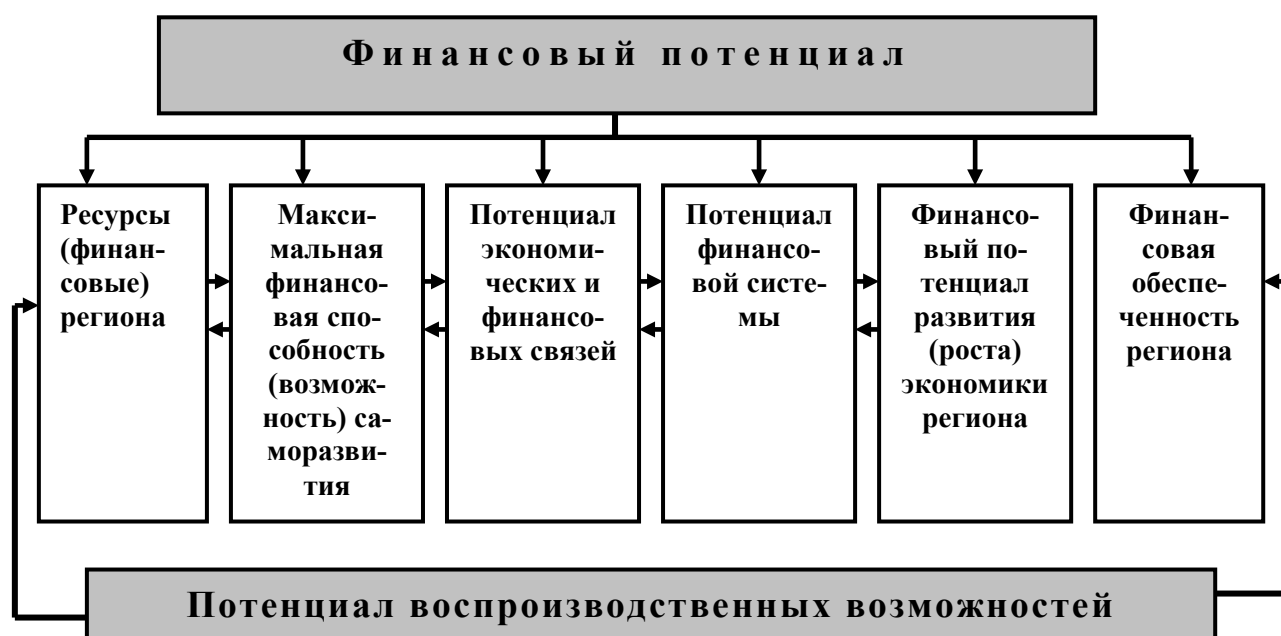 Финансовый потенциал
Ресурсы
(финан-
совые)
региона
Макси-
мальная
финансо-
вая спо-
собность
(возмож-
ность) са-
моразви-
тия
Потенциал
экономи-
ческих и
финансо-
вых связей
Потенциал
финансо-
вой систе-
мы
Финансо-
вый по-
тенциал
развития
(роста)
экономики
региона
Финан-
совая
обеспе-
ченность
региона
Потенциал воспроизводственных возможностей